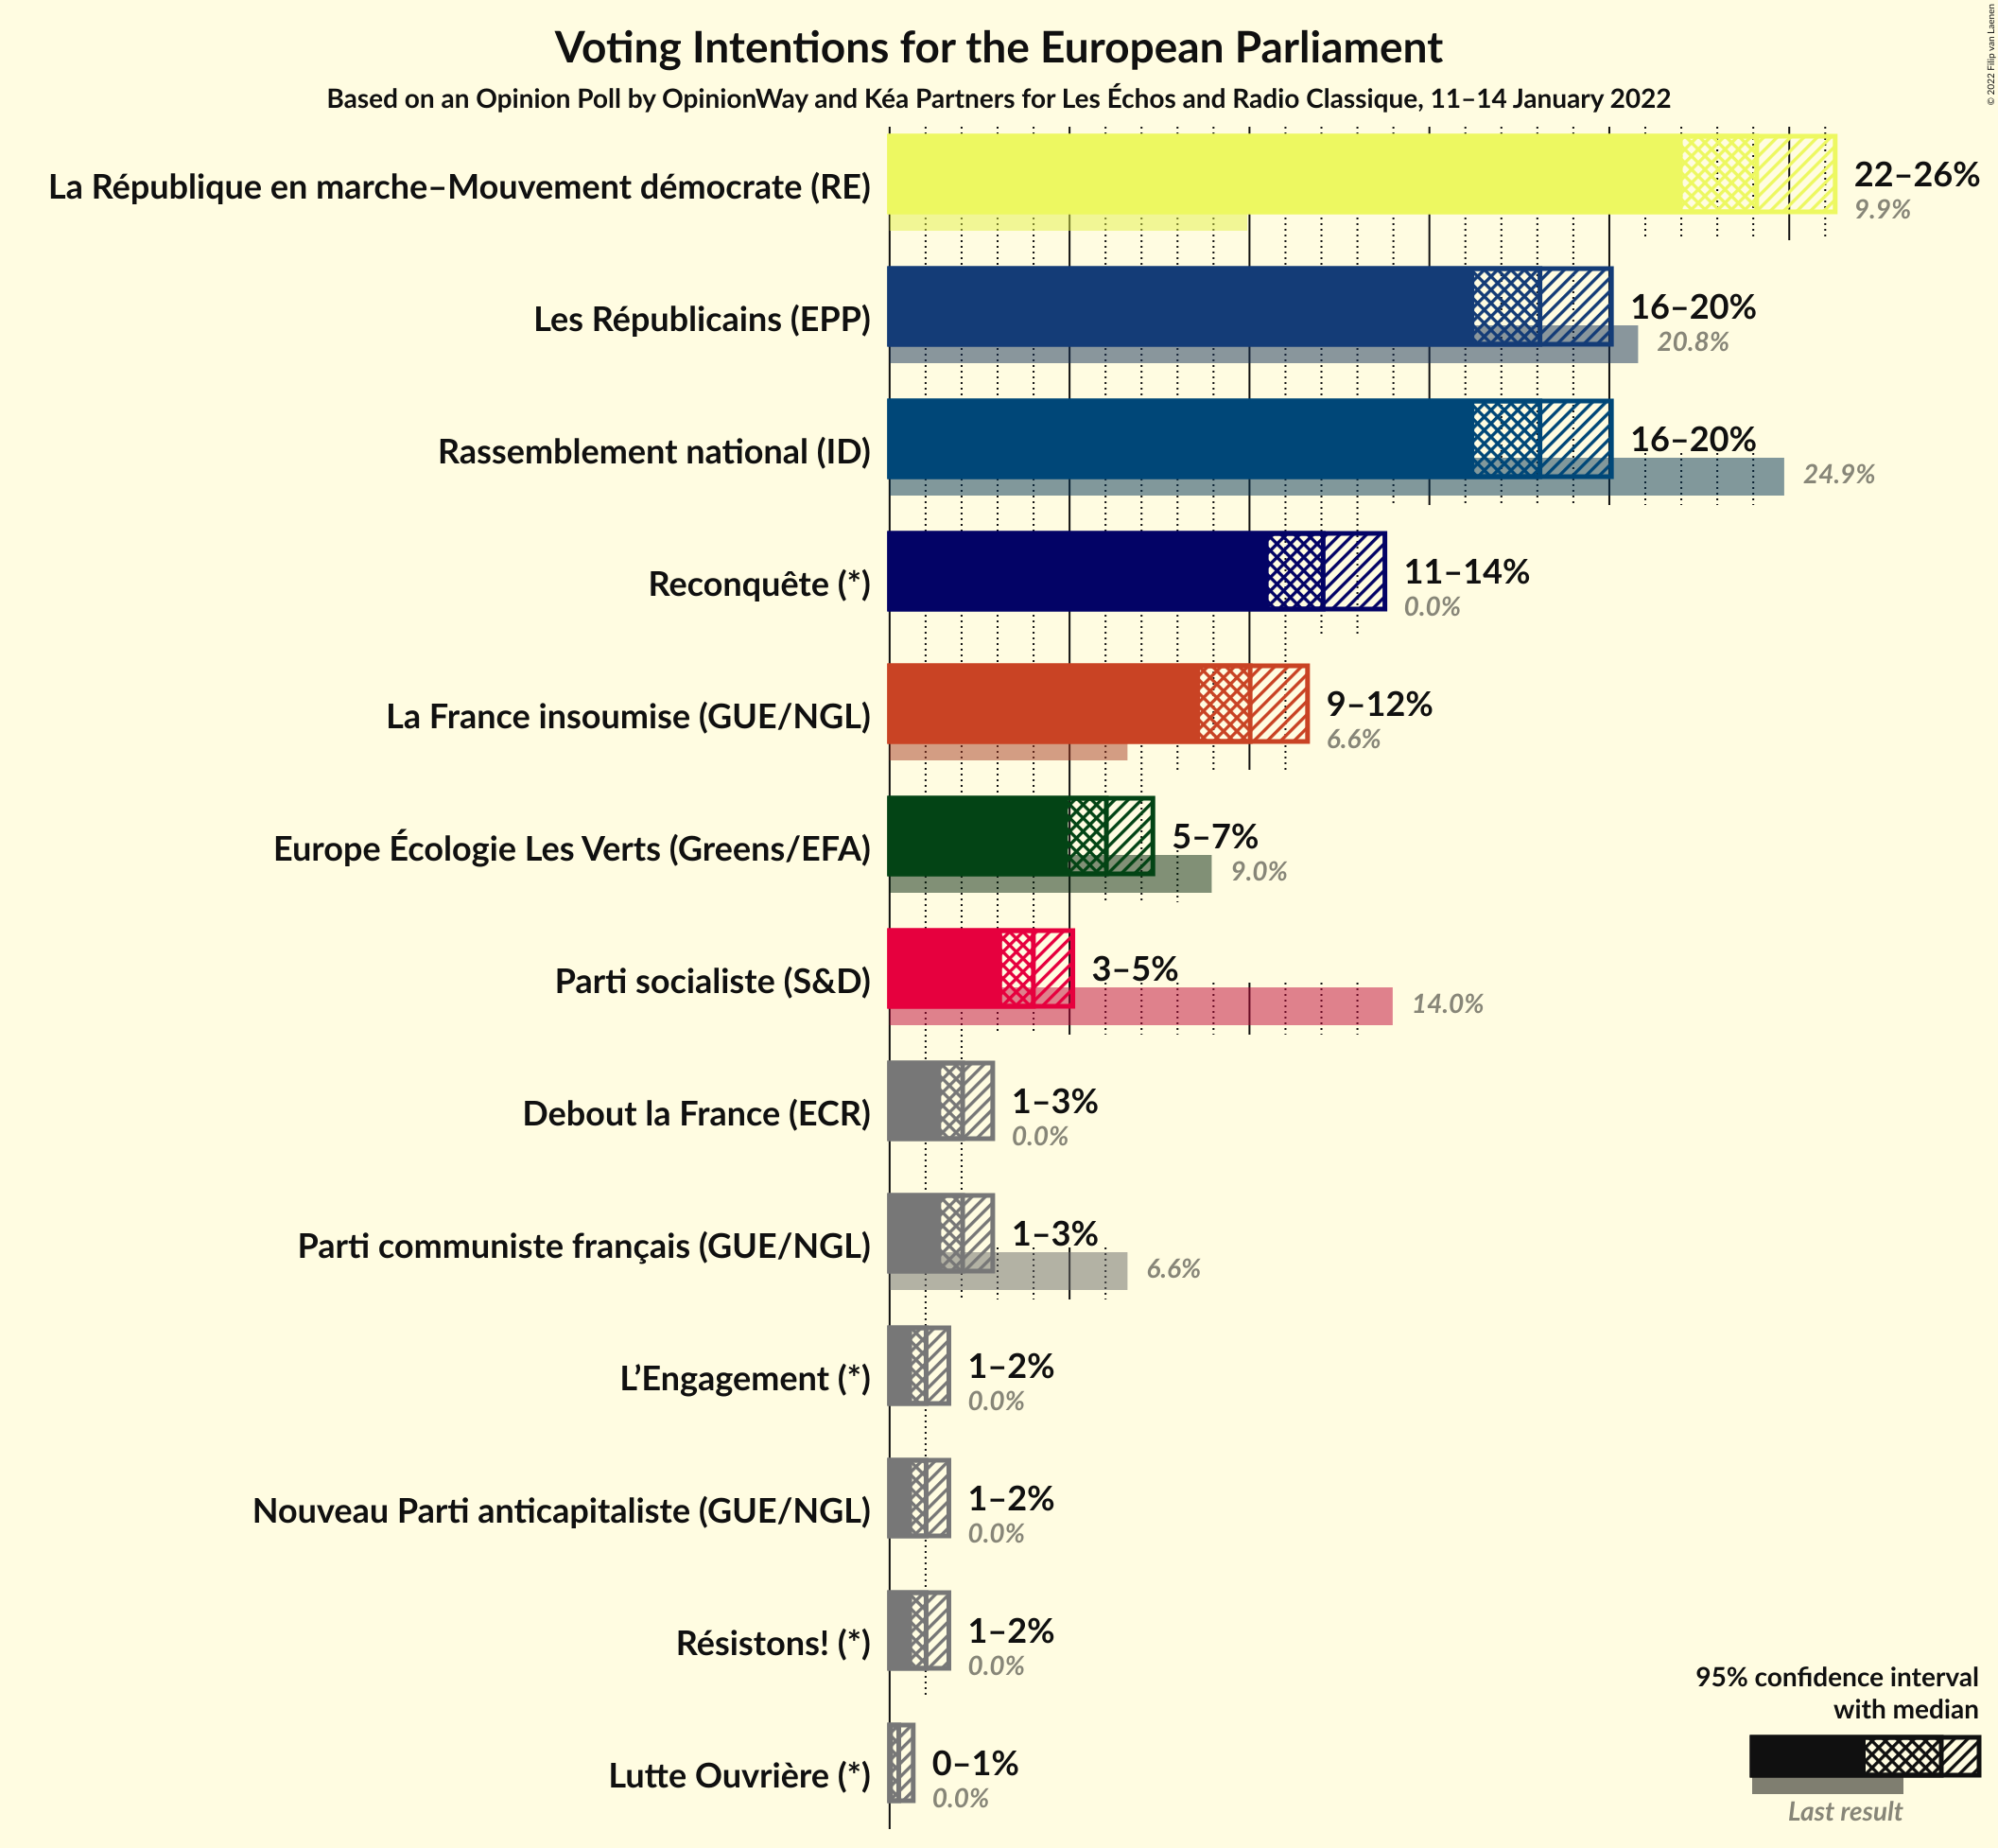 Voting Intentions for the European Parliament
Based on an Opinion Poll by OpinionWay and Kéa Partners for Les Échos and Radio Classique, 11–14 January 2022
© 2022 Filip van Laenen
La République en marche–Mouvement démocrate (RE)
22–26%
9.9%
Les Républicains (EPP)
16–20%
20.8%
Rassemblement national (ID)
16–20%
24.9%
Reconquête (*)
11–14%
0.0%
La France insoumise (GUE/NGL)
9–12%
6.6%
Europe Écologie Les Verts (Greens/EFA)
5–7%
9.0%
Parti socialiste (S&D)
3–5%
14.0%
Debout la France (ECR)
1–3%
0.0%
Parti communiste français (GUE/NGL)
1–3%
6.6%
L’Engagement (*)
1–2%
0.0%
Nouveau Parti anticapitaliste (GUE/NGL)
1–2%
0.0%
Résistons! (*)
1–2%
0.0%
Lutte Ouvrière (*)
0–1%
0.0%
95% confidence interval
with median
Last result